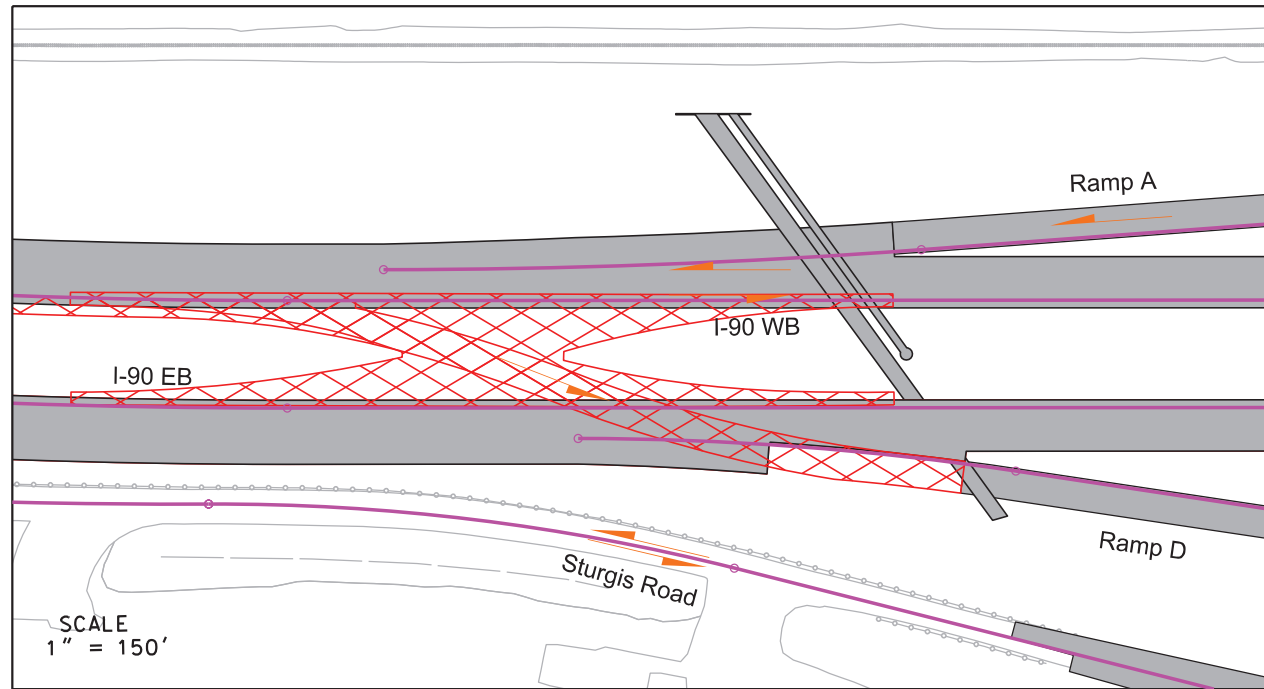 Ramp A
I-90 WB
I-90 EB
Ramp D
Sturgis Road
SCALE
1" = 150'